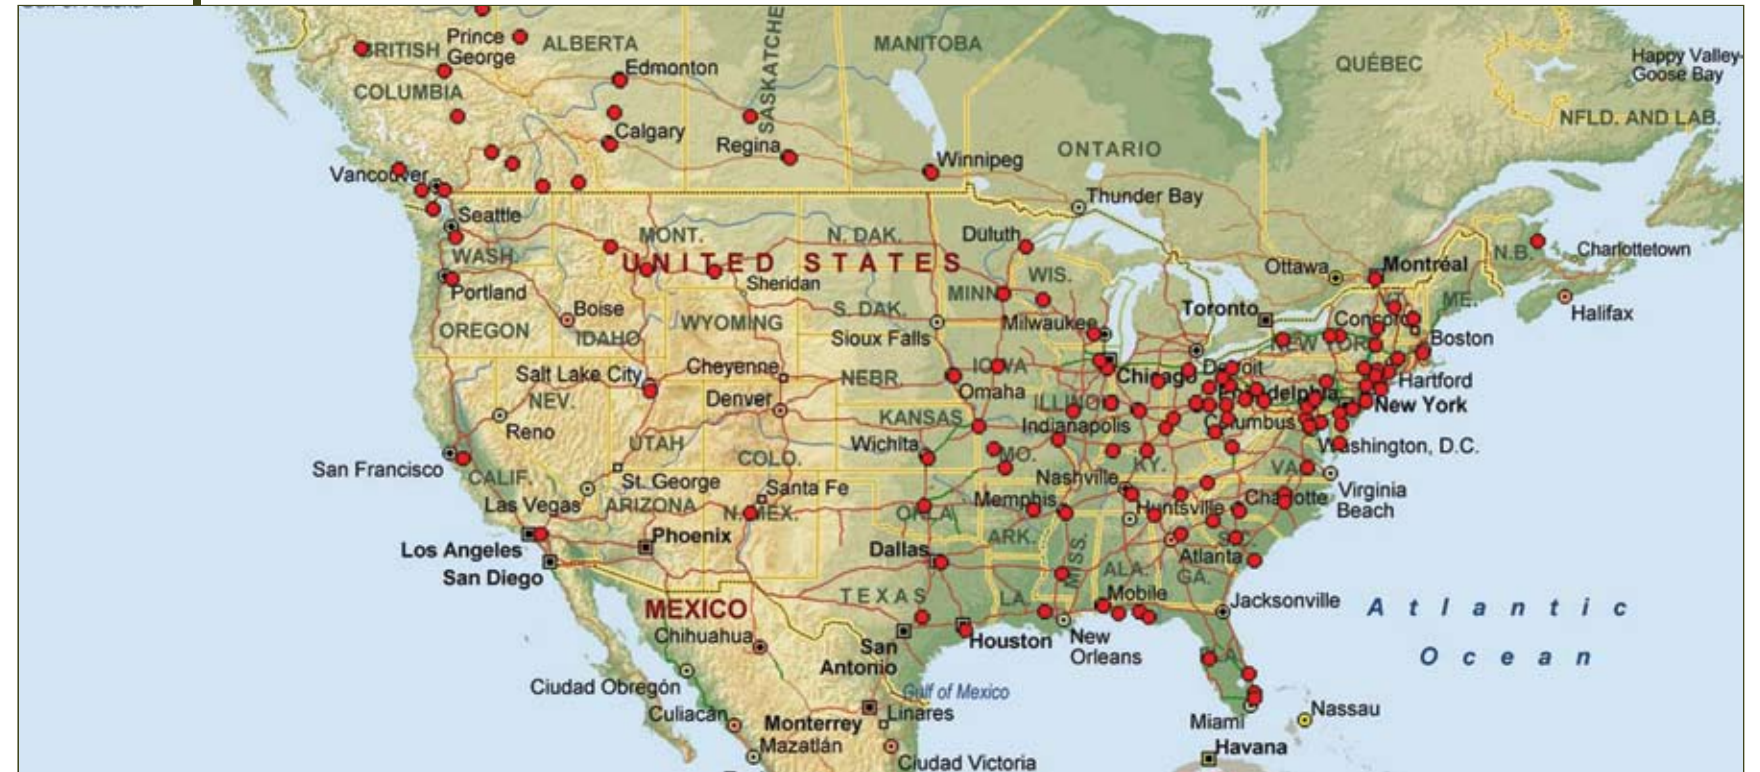 Prince
George
BRITISH
COLUMBIA
ALBERTA
Edmonton
SASKATCHE
MANITOBA
QUÉBEC
Happy Valley-
Goose Bay
NFLD. AND LAB.
Calgary
Regina
Winnipeg
ONTARIO
Vancouver
Thunder Bay
Seattle
WASH.
MONT.
N. DAK.
Duluth
UNITED STATES
Ottawa
Montréal
N.B.
Charlottetown
Portland
Sheridan
WIS.
MINN
VT.
ME.
Halifax
Boise
OREGON
IDAHO
WYOMING
S. DAK.
Sioux Falls
Milwaukee
Toronto
Concord
NEW YORK
Boston
Salt Lake City
Cheyenne
NEBR.
IOWA
Omaha
Chicago
Detroit
Hartford
NEV.
Denver
KANSAS
ILLINOI
Philadelphia
New York
Reno
UTAH
COLO.
Wichita
Indianapolis
Columbus
Washington, D.C.
San Francisco
CALIF.
St. George
Santa Fe
MO.
Nashville
KY.
VA.
Virginia
Beach
Las Vegas
ARIZONA
N. MEX.
OKLA
Memphis
Huntsville
Charlotte
Los Angeles
Phoenix
San Diego
Dallas
ARK.
MISS.
ALA.
Atlanta
GA.
S.C.
MEXICO
TEXAS
LA.
Mobile
Jacksonville
Atlantic
Ocean
Chihuahua
San
Antonio
Houston
New
Orleans
Ciudad Obregón
Gulf of Mexico
Culiacán
Monterrey
Linares
Miami
Nassau
Mazatlán
Ciudad Victoria
Havana